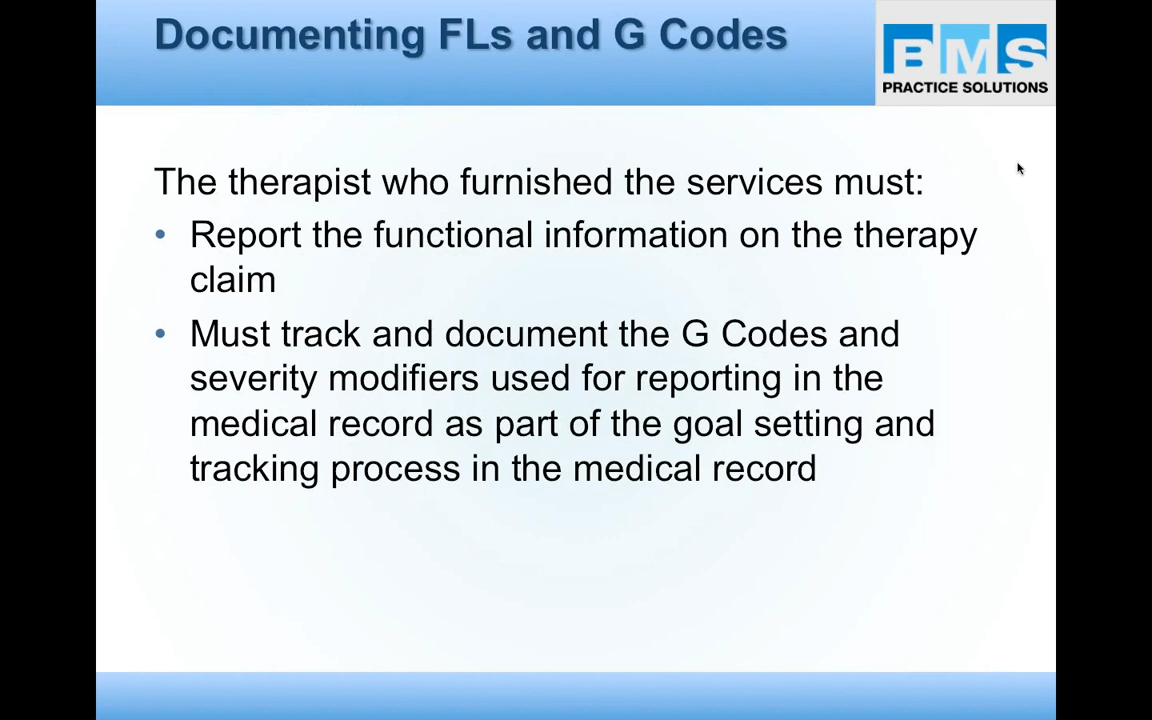 Documenting FLs and G Codes
BMS
PRACTICE SOLUTIONS
The therapist who furnished the services must:
• Report the functional information on the therapy
claim
• Must track and document the G Codes and
severity modifiers used for reporting in the
medical record as part of the goal setting and
tracking process in the medical record